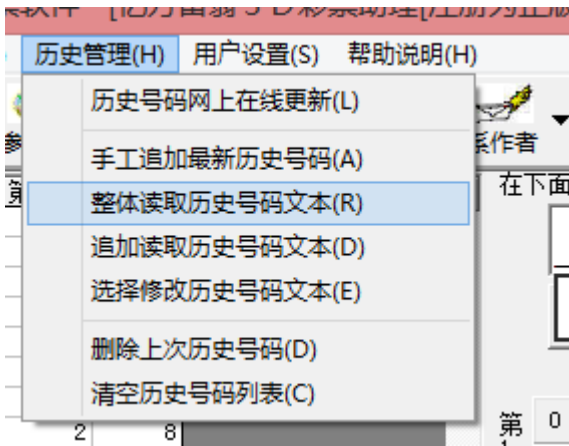 历史管理(H) 用户设置(S) 帮助说明(H)
历史号码网上在线更新(L)
系作者
手工追加最新历史号码(A)
在下面
整体读取历史号码文本(R)
追加读取历史号码文本(D)
选择修改历史号码文本(E)
删除上次历史号码(D)
清空历史号码列表(C)
第 0
2 8